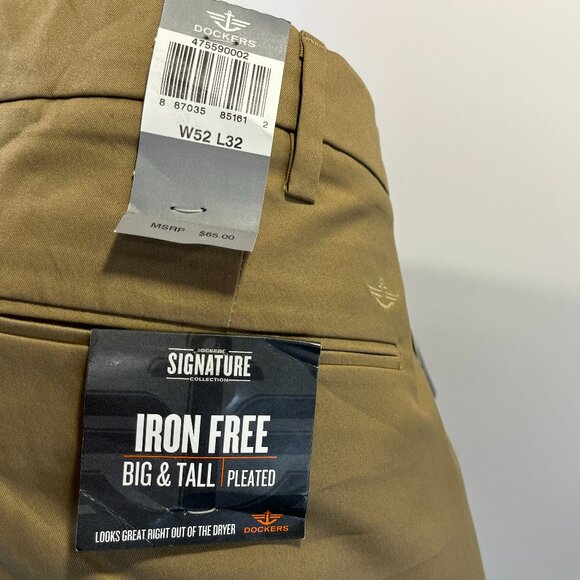 DOCKERS
475590002
8 87035 85161 2
W52 L32
MSRP $65.00
DOCKERS
SIGNATURE
COLLECTION
IRON FREE
BIG & TALL PLEATED
LOOKS GREAT RIGHT OUT OF THE DRYER
DOCKERS